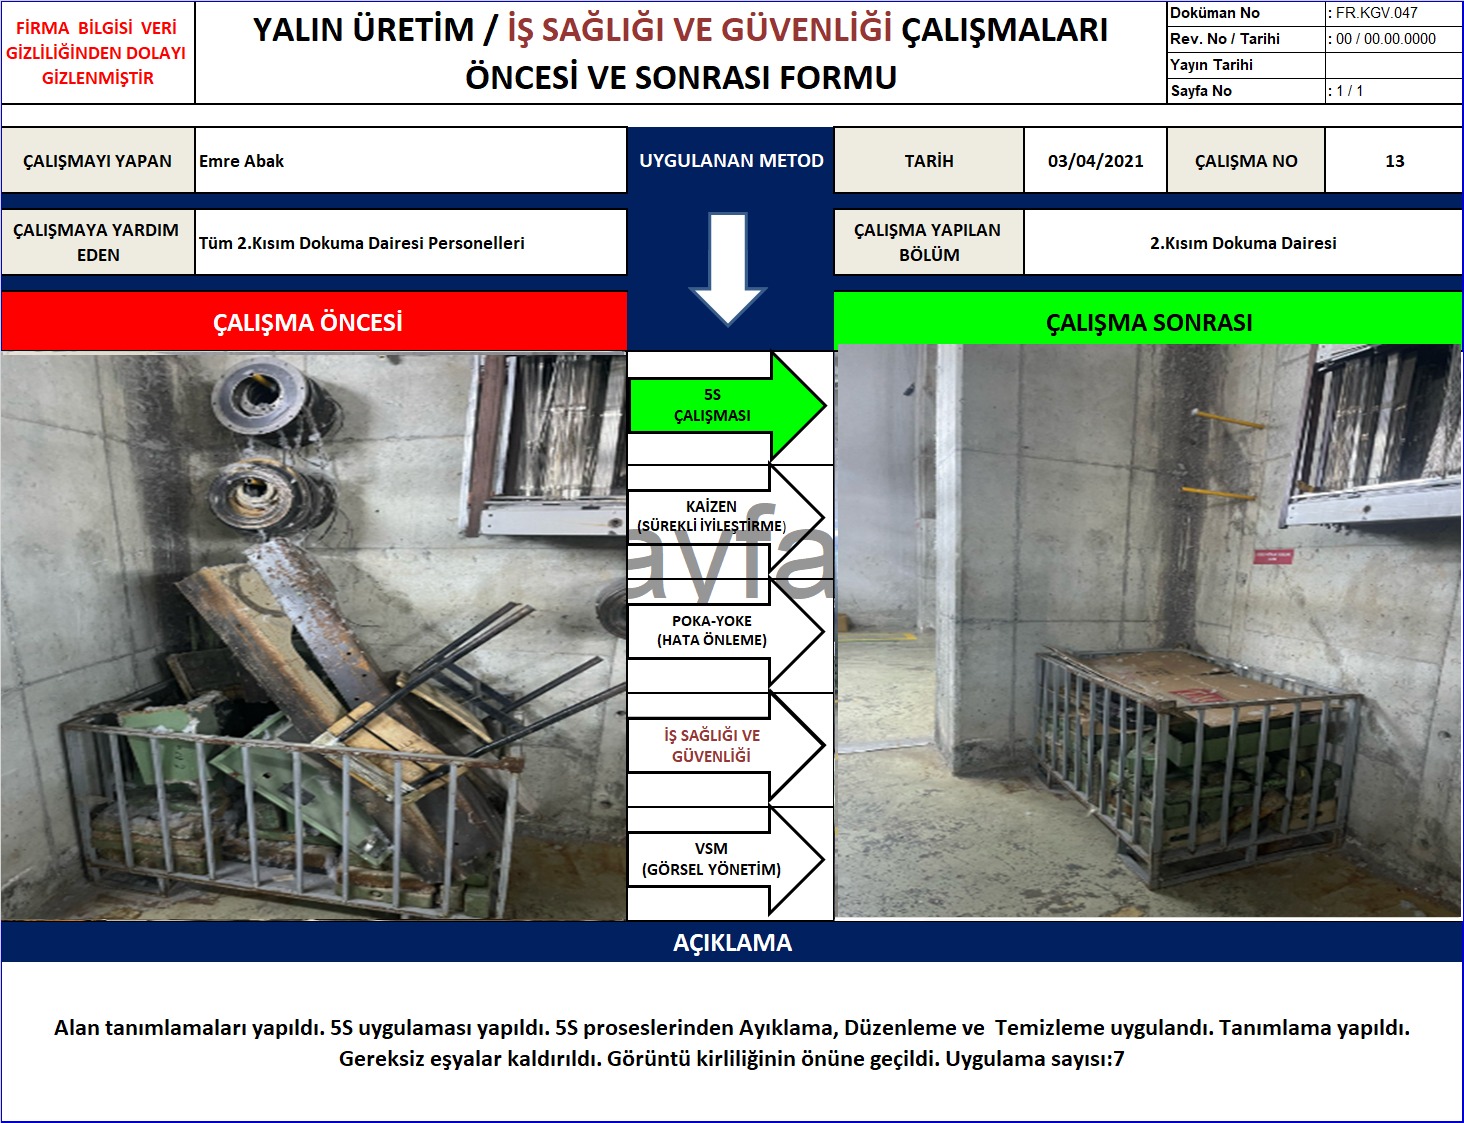 FİRMA BİLGİSİ VERİ
GİZLİLİĞİNDEN DOLAYI
GİZLENMİŞTİR
YALIN ÜRETİM / İŞ SAĞLIĞI VE GÜVENLİĞİ ÇALIŞMALARI
ÖNCESİ VE SONRASI FORMU
Doküman No : FR.KGV.047
Rev. No / Tarihi : 00 / 00.00.0000
Yayın Tarihi
Sayfa No : 1 / 1
ÇALIŞMAYI YAPAN Emre Abak
UYGULANAN METOD
TARİH 03/04/2021 ÇALIŞMA NO 13
ÇALIŞMAYA YARDIM
EDEN
Tüm 2.Kısım Dokuma Dairesi Personelleri
ÇALIŞMA YAPILAN
BÖLÜM
2.Kısım Dokuma Dairesi
ÇALIŞMA ÖNCESİ
ÇALIŞMA SONRASI
5S
ÇALIŞMASI
KAİZEN
(SÜREKLİ İYİLEŞTİRME)
ayfa
POKA-YOKE
(HATA ÖNLEME)
İŞ SAĞLIĞI VE
GÜVENLİĞİ
VSM
(GÖRSEL YÖNETİM)
AÇIKLAMA
Alan tanımlamaları yapıldı. 5S uygulaması yapıldı. 5S proseslerinden Ayıklama, Düzenleme ve  Temizleme uygulandı. Tanımlama yapıldı.
Gereksiz eşyalar kaldırıldı. Görüntü kirliliğinin önüne geçildi. Uygulama sayısı:7